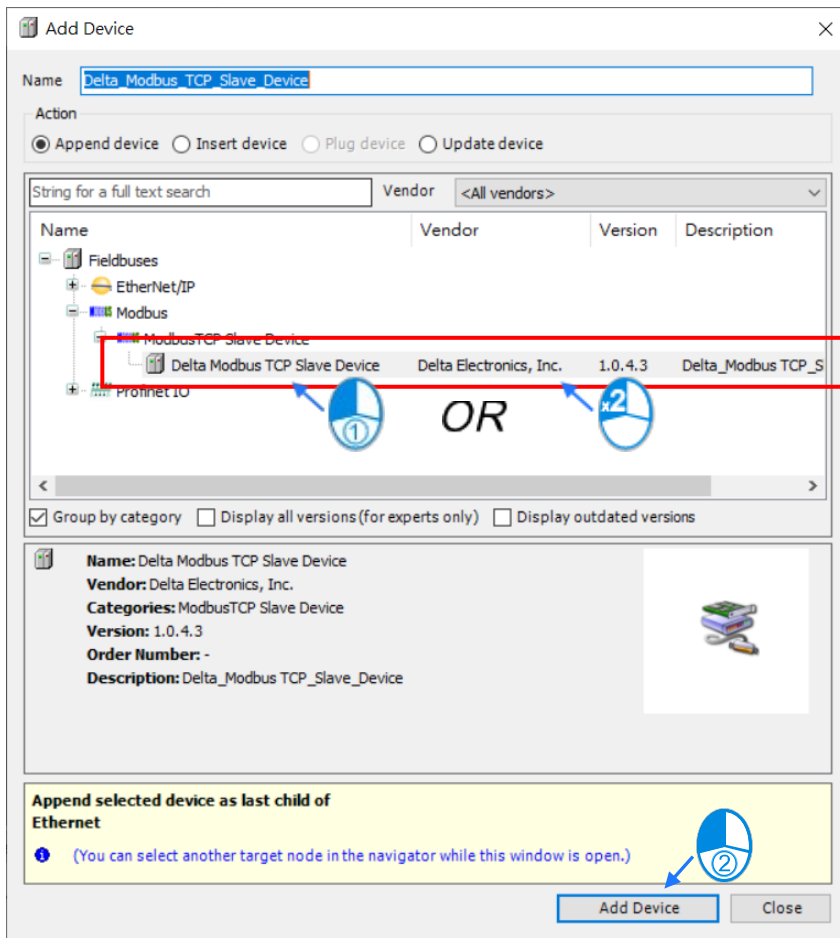 Add Device
Name Delta_Modbus_TCP_Slave_Device
Action
Append device Insert device Plug device Update device
String for a full text search Vendor <All vendors>
Name Vendor Version Description
Fieldbuses
EtherNet/IP
Modbus
ModbusTCP Slave Device
Delta Modbus TCP Slave Device Delta Electronics, Inc. 1.0.4.3 Delta_Modbus TCP_S
Profinet IO
1 OR x2
Group by category Display all versions (for experts only) Display outdated versions
Name: Delta Modbus TCP Slave Device
Vendor: Delta Electronics, Inc.
Categories: ModbusTCP Slave Device
Version: 1.0.4.3
Order Number: -
Description: Delta_Modbus TCP_Slave_Device
Append selected device as last child of
Ethernet
(You can select another target node in the navigator while this window is open.)
2
Add Device Close